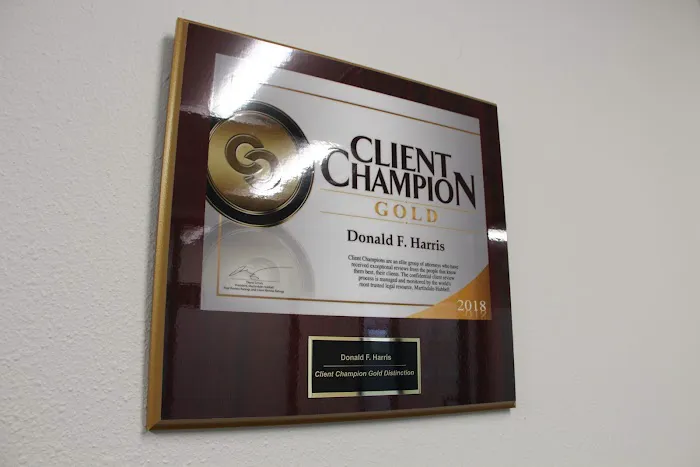 CLIENT
CHAMPION
GOLD
Donald F. Harris
Client Champions are an elite group of attorneys who have
received exceptional reviews from the people that know
them best, their clients. The confidential client review
process is managed and monitored by the world's
most trusted legal resource, Martindale-Hubbell.
2018
Donald F. Harris
Client Champion Gold Distinction